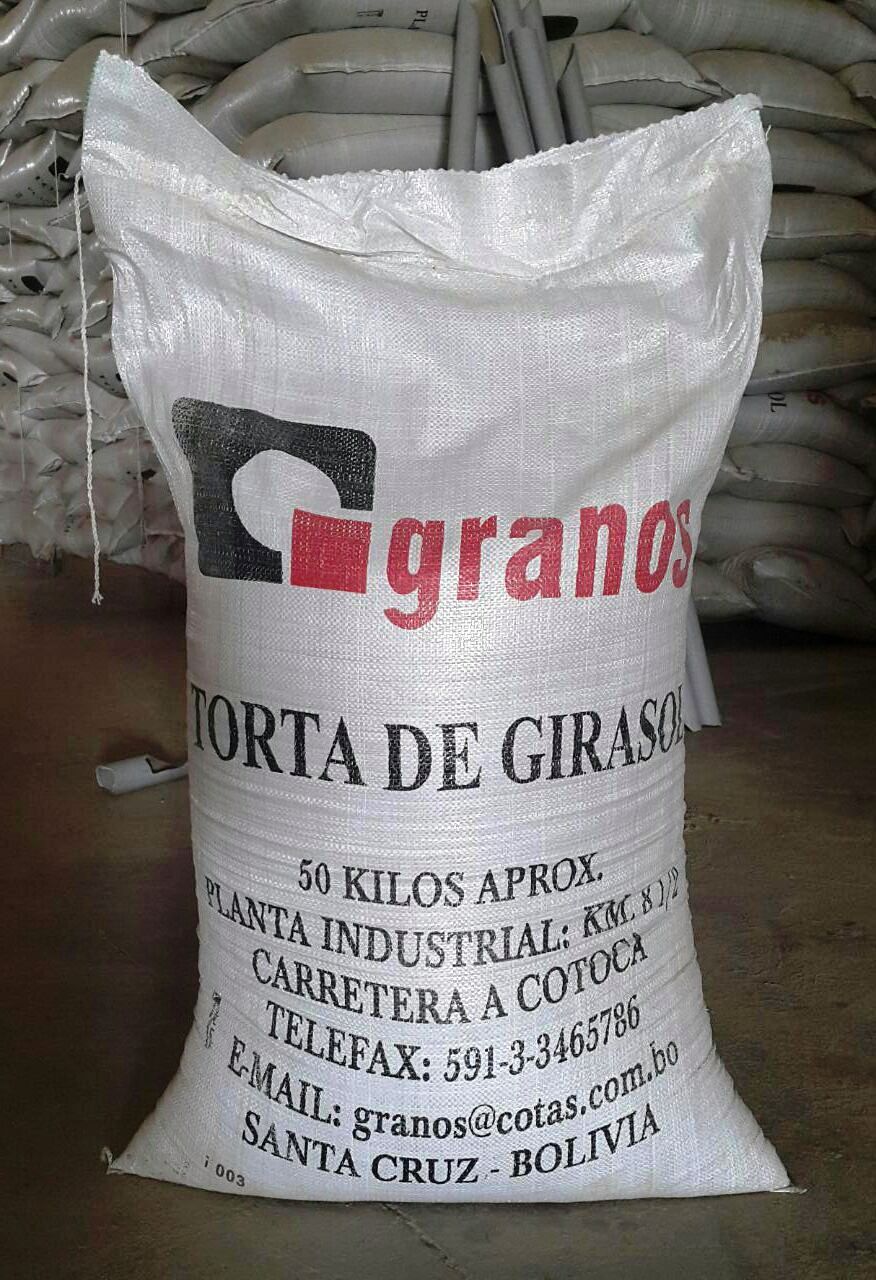 granos
TORTA DE GIRASOL
50 KILOS APROX.
PLANTA INDUSTRIAL: KM. 8 1/2
CARRETERA A COTOCA
TELEFAX: 591-3-3465786
E-MAIL: granos@cotas.com.bo
SANTA CRUZ - BOLIVIA
003